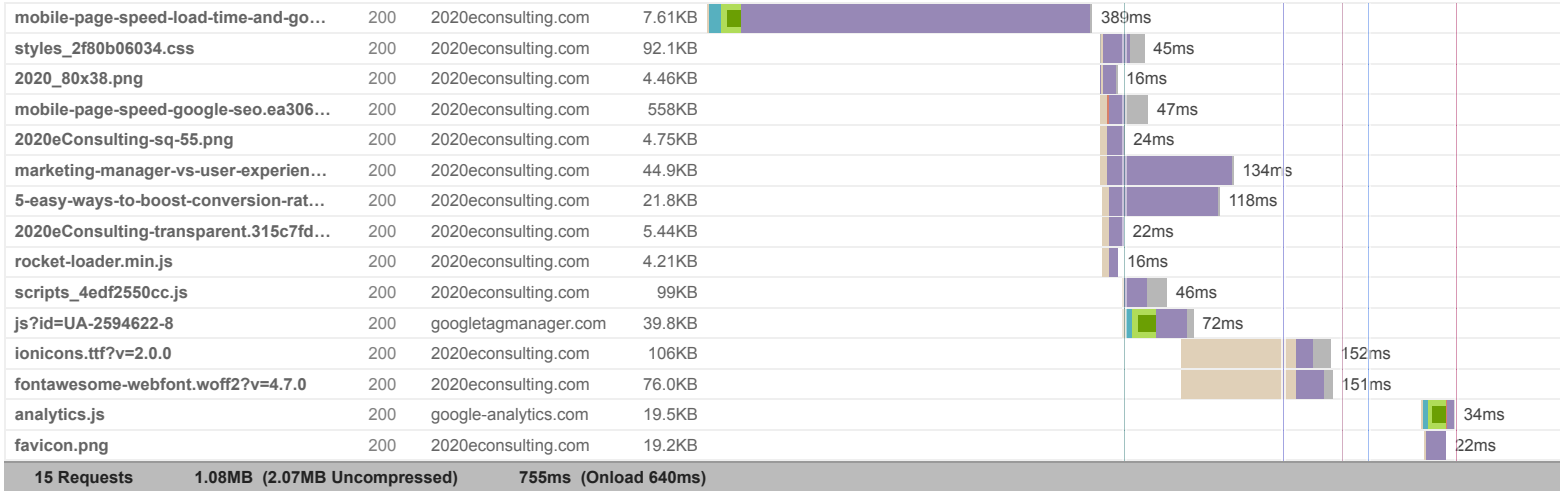 mobile-page-speed-load-time-and-go… 200 2020econsulting.com 7.61KB 389ms
styles_2f80b06034.css 200 2020econsulting.com 92.1KB 45ms
2020_80x38.png 200 2020econsulting.com 4.46KB 16ms
mobile-page-speed-google-seo.ea306… 200 2020econsulting.com 558KB 47ms
2020eConsulting-sq-55.png 200 2020econsulting.com 4.75KB 24ms
marketing-manager-vs-user-experien… 200 2020econsulting.com 44.9KB 134ms
5-easy-ways-to-boost-conversion-rat… 200 2020econsulting.com 21.8KB 118ms
2020eConsulting-transparent.315c7fd… 200 2020econsulting.com 5.44KB 22ms
rocket-loader.min.js 200 2020econsulting.com 4.21KB 16ms
scripts_4edf2550cc.js 200 2020econsulting.com 99KB 46ms
js?id=UA-2594622-8 200 googletagmanager.com 39.8KB 72ms
ionicons.ttf?v=2.0.0 200 2020econsulting.com 106KB 152ms
fontawesome-webfont.woff2?v=4.7.0 200 2020econsulting.com 76.0KB 151ms
analytics.js 200 google-analytics.com 19.5KB 34ms
favicon.png 200 2020econsulting.com 19.2KB 22ms
15 Requests 1.08MB (2.07MB Uncompressed) 755ms (Onload 640ms)